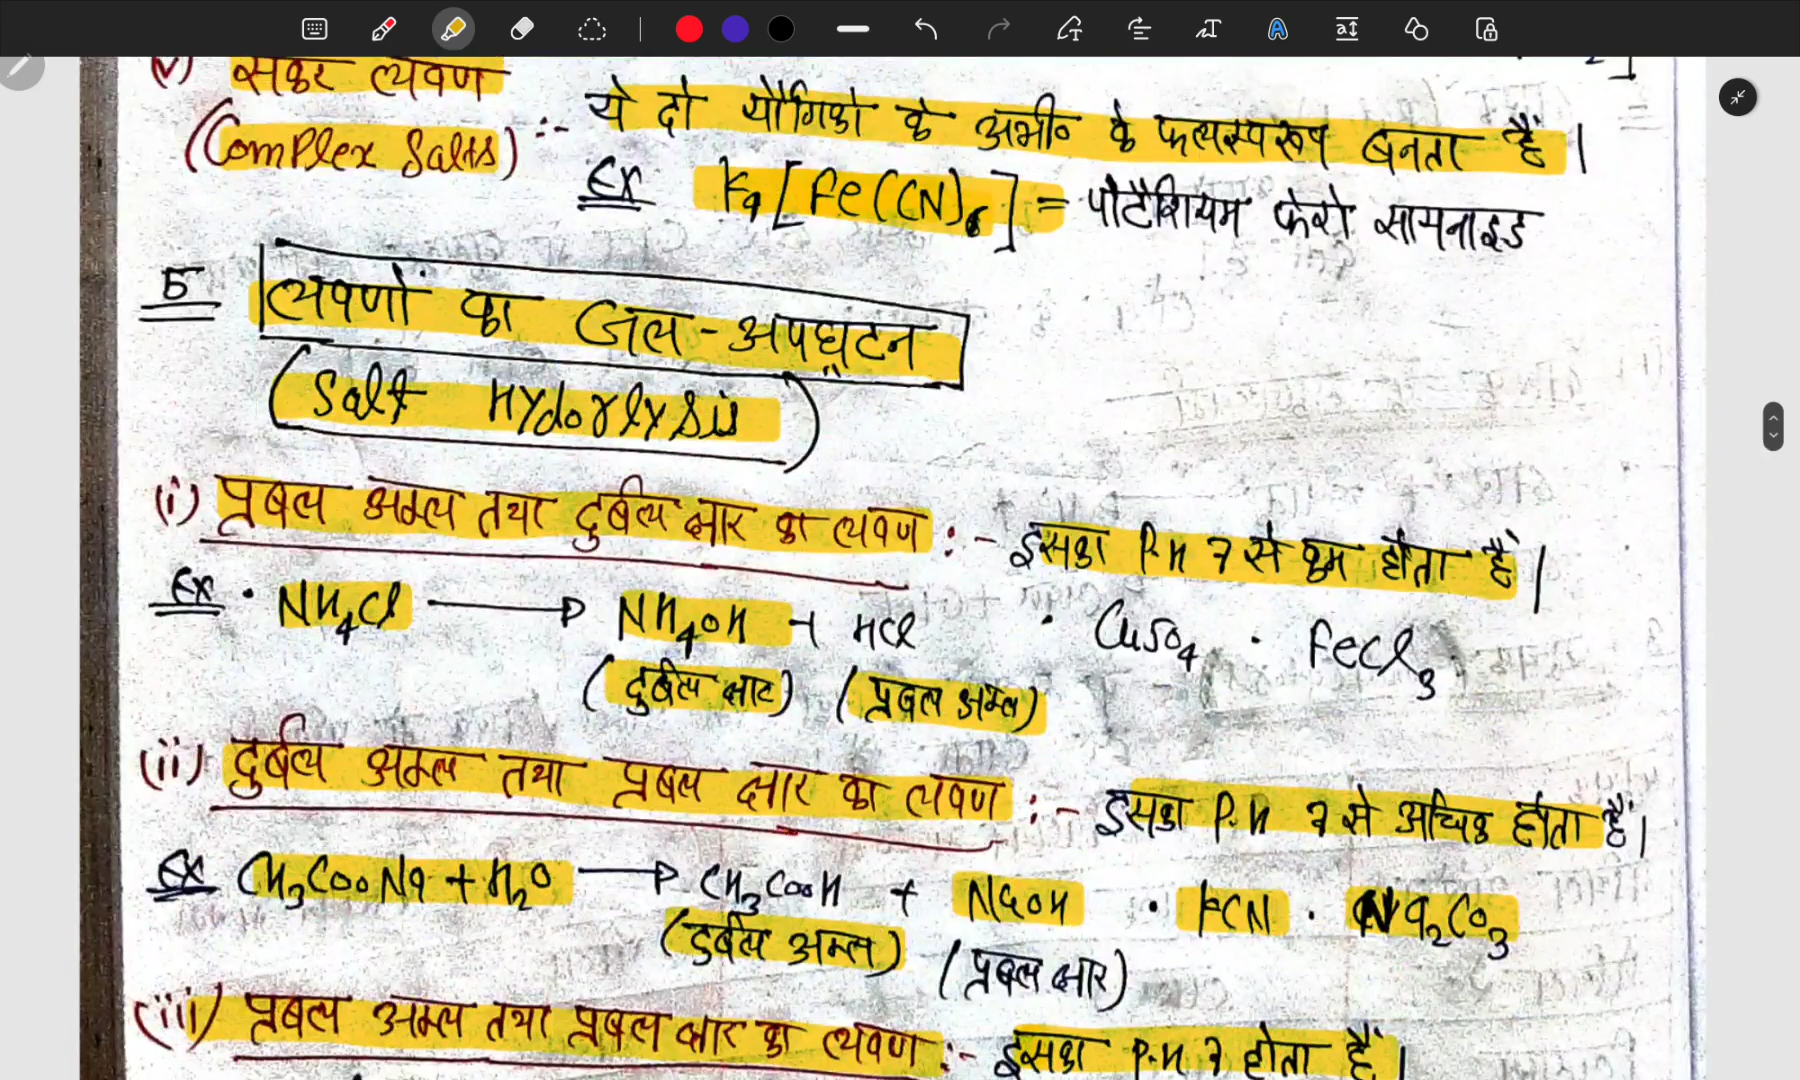 (v) संकर लवण
(Complex Salts) :- ये दो यौगिको के अभी० के फलस्वरूप बनता हैं।
Ex K4[Fe(CN)6] = पोटैशियम फेरो सायनाइड
5 लवणों का जल-अपघटन
(Salt Hydorlysis)
(i) प्रबल अम्ल तथा दुर्बल क्षार का लवण :- इसका P.H 7 से कम होता हैं।
Ex · NH4Cl → NH4OH + HCl · CuSO4 · FeCl3
(दुर्बल क्षार) (प्रबल अम्ल)
(ii) दुर्बल अम्ल तथा प्रबल क्षार का लवण :- इसका P.H 7 से अधिक होता हैं।
Ex CH3COONa + H2O → CH3COOH + NaOH · KCN · Na2CO3
(दुर्बल अम्ल) (प्रबल क्षार)
(iii) प्रबल अम्ल तथा प्रबल क्षार का लवण :- इसका P.H 7 होता हैं।